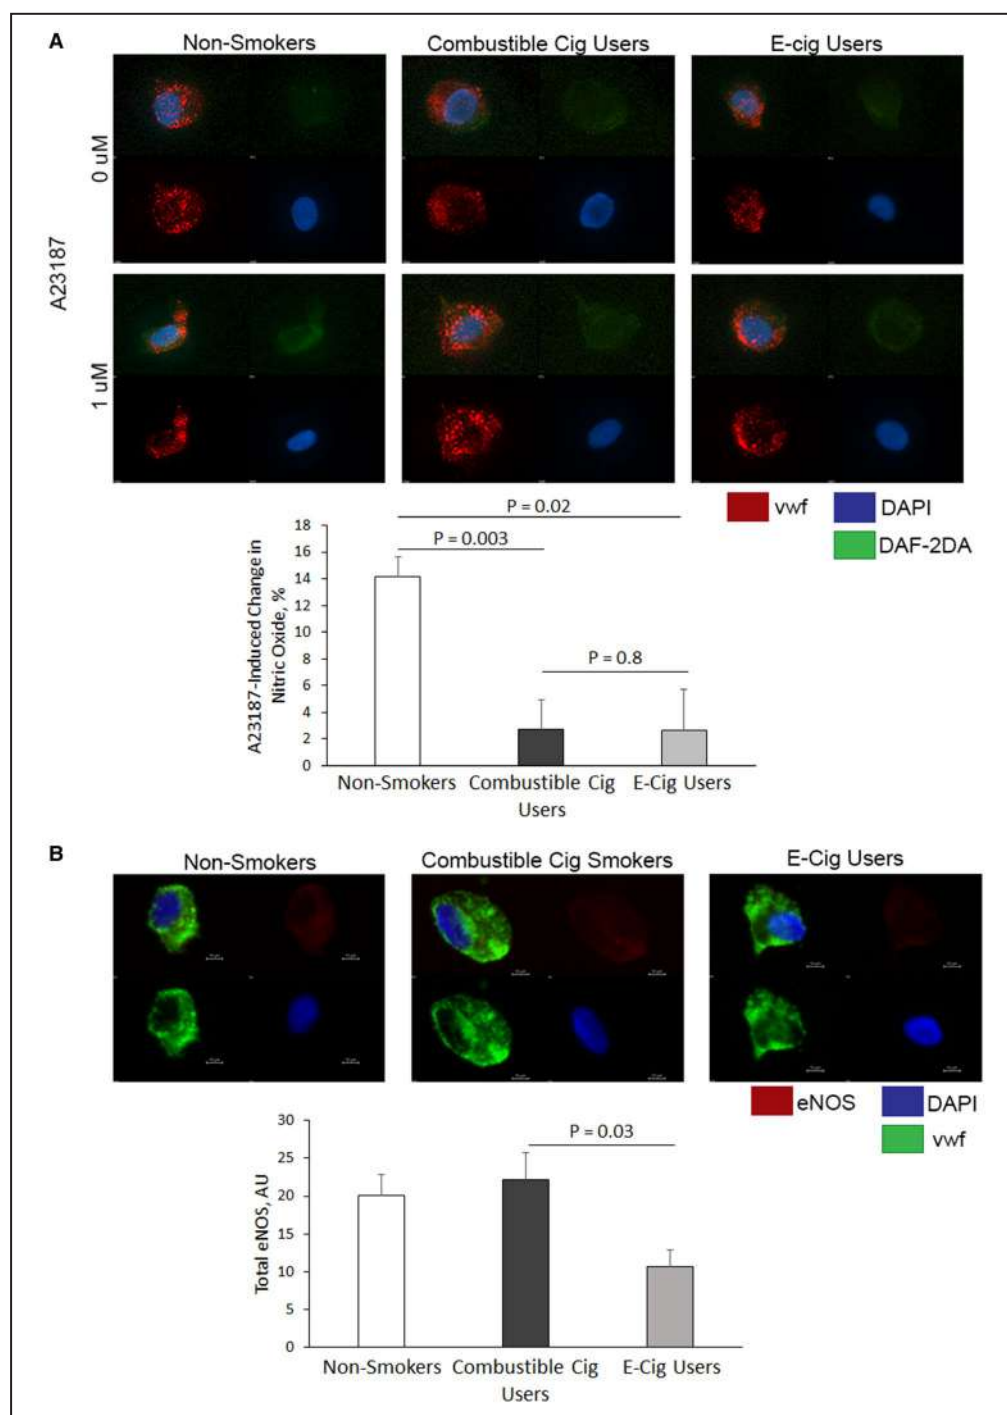 A
Non-Smokers
Combustible Cig Users
E-cig Users
A23187
0 uM
1 uM
vwf
DAPI
DAF-2DA
P = 0.02
P = 0.003
P = 0.8
A23187-Induced Change in
Nitric Oxide, %
18
16
14
12
10
8
6
4
2
0
Non-Smokers
Combustible Cig
Users
E-Cig Users
B
Non-Smokers
Combustible Cig Smokers
E-Cig Users
eNOS
DAPI
vwf
P = 0.03
Total eNOS, AU
30
25
20
15
10
5
0
Non-Smokers
Combustible Cig
Users
E-Cig Users